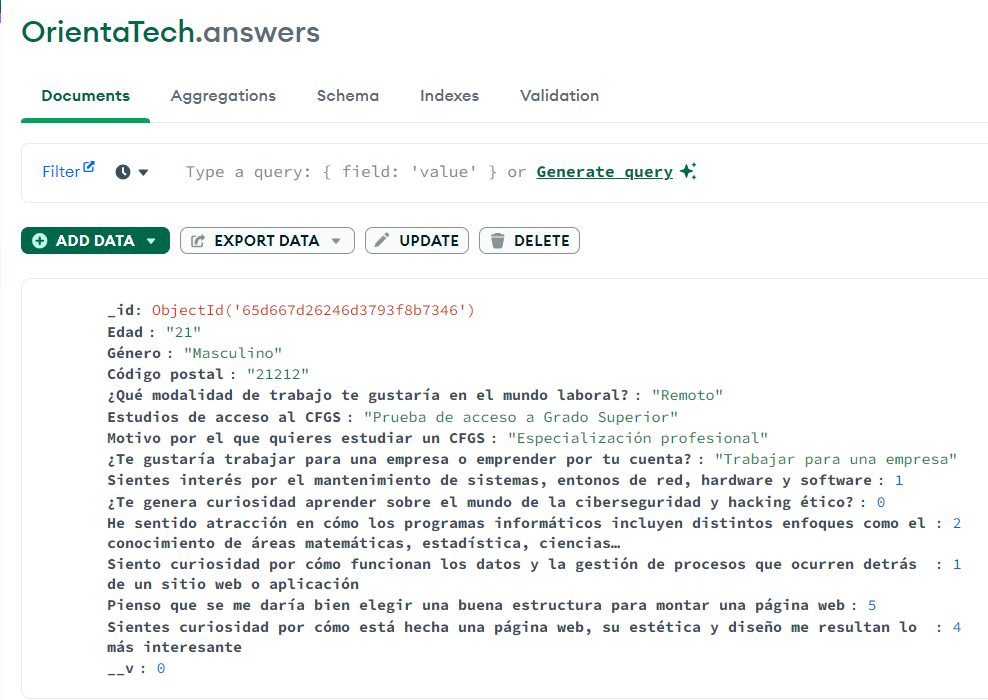 OrientaTech.answers
Documents Aggregations Schema Indexes Validation
Filter Type a query: { field: 'value' } or Generate query
ADD DATA EXPORT DATA UPDATE DELETE
_id: ObjectId('65d667d26246d3793f8b7346')
Edad : "21"
Género : "Masculino"
Código postal : "21212"
¿Qué modalidad de trabajo te gustaría en el mundo laboral? : "Remoto"
Estudios de acceso al CFGS : "Prueba de acceso a Grado Superior"
Motivo por el que quieres estudiar un CFGS : "Especialización profesional"
¿Te gustaría trabajar para una empresa o emprender por tu cuenta? : "Trabajar para una empresa"
Sientes interés por el mantenimiento de sistemas, entonos de red, hardware y software : 1
¿Te genera curiosidad aprender sobre el mundo de la ciberseguridad y hacking ético? : 0
He sentido atracción en cómo los programas informáticos incluyen distintos enfoques como el : 2
conocimiento de áreas matemáticas, estadística, ciencias…
Siento curiosidad por cómo funcionan los datos y la gestión de procesos que ocurren detrás : 1
de un sitio web o aplicación
Pienso que se me daría bien elegir una buena estructura para montar una página web : 5
Sientes curiosidad por cómo está hecha una página web, su estética y diseño me resultan lo : 4
más interesante
__v : 0